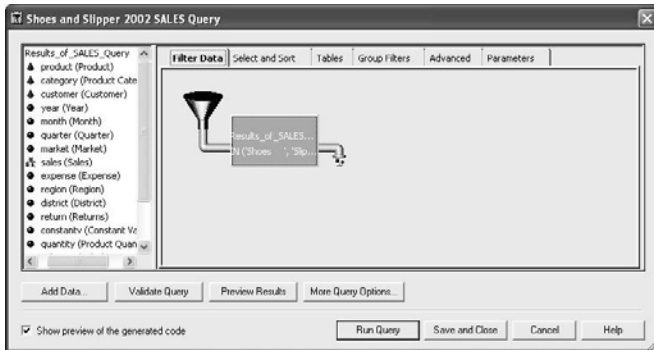 Shoes and Slipper 2002 SALES Query
Results_of_SALES_Query
product (Product)
category (Product Cate
customer (Customer)
year (Year)
month (Month)
quarter (Quarter)
market (Market)
sales (Sales)
expense (Expense)
region (Region)
district (District)
return (Returns)
constantv (Constant Va
quantity (Product Quan
Filter Data Select and Sort Tables Group Filters Advanced Parameters
Results_of_SALES...
IN ('Shoes ', 'Slip...
Add Data... Validate Query Preview Results More Query Options...
Show preview of the generated code
Run Query Save and Close Cancel Help